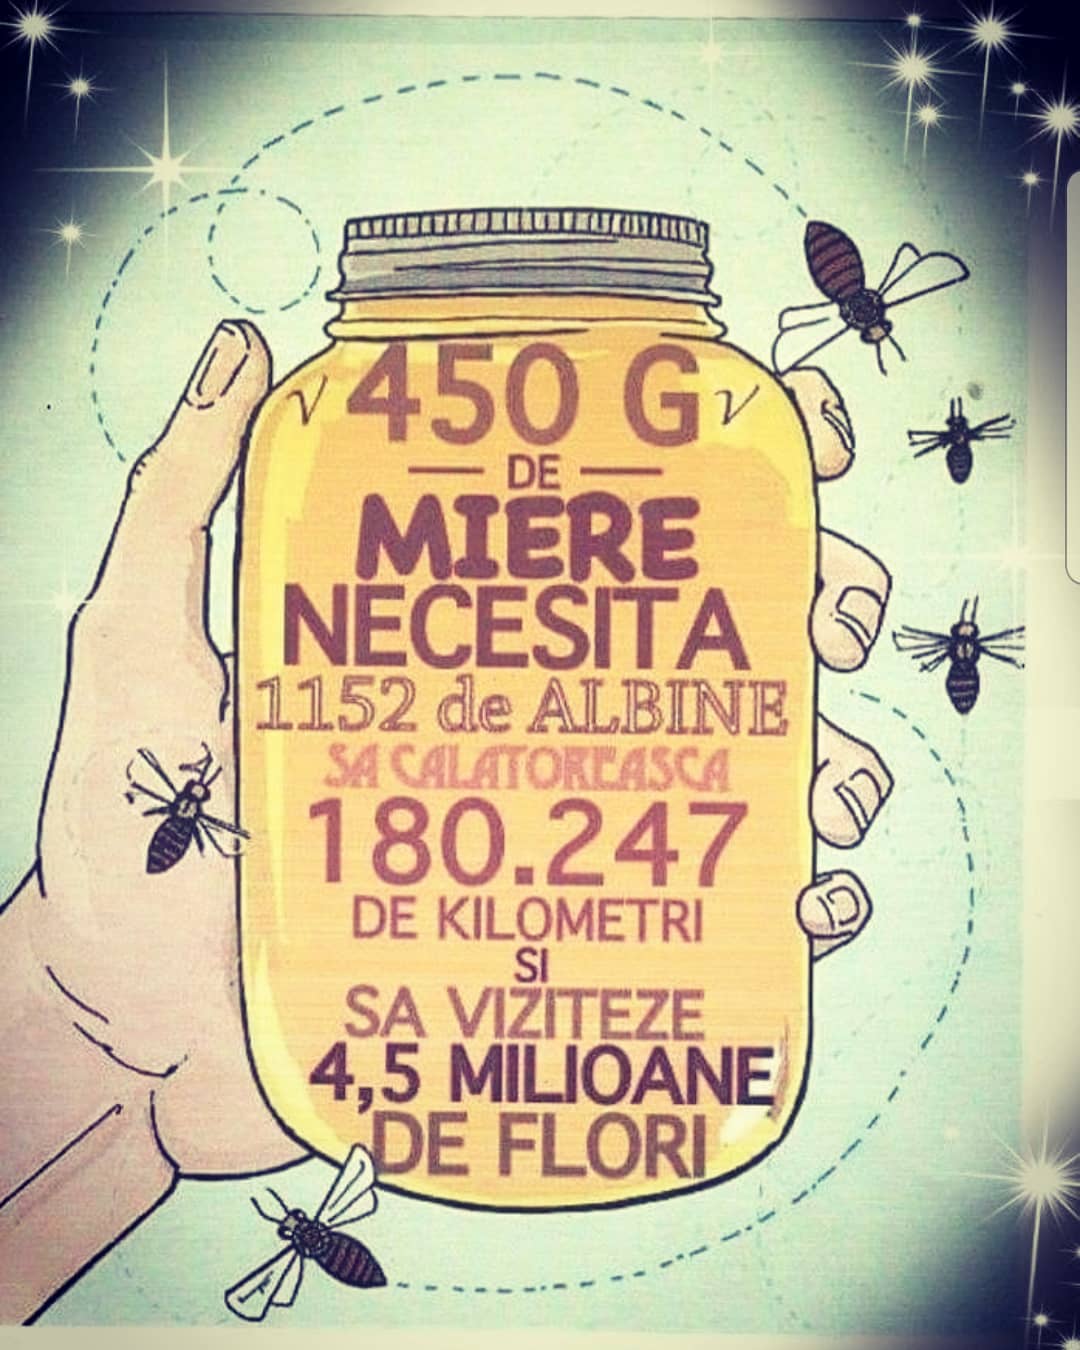 450 G
DE
MIERE
NECESITA
1152 de ALBINE
SA CALATOREASCA
180.247
DE KILOMETRI
SI
SA VIZITEZE
4,5 MILIOANE
DE FLORI